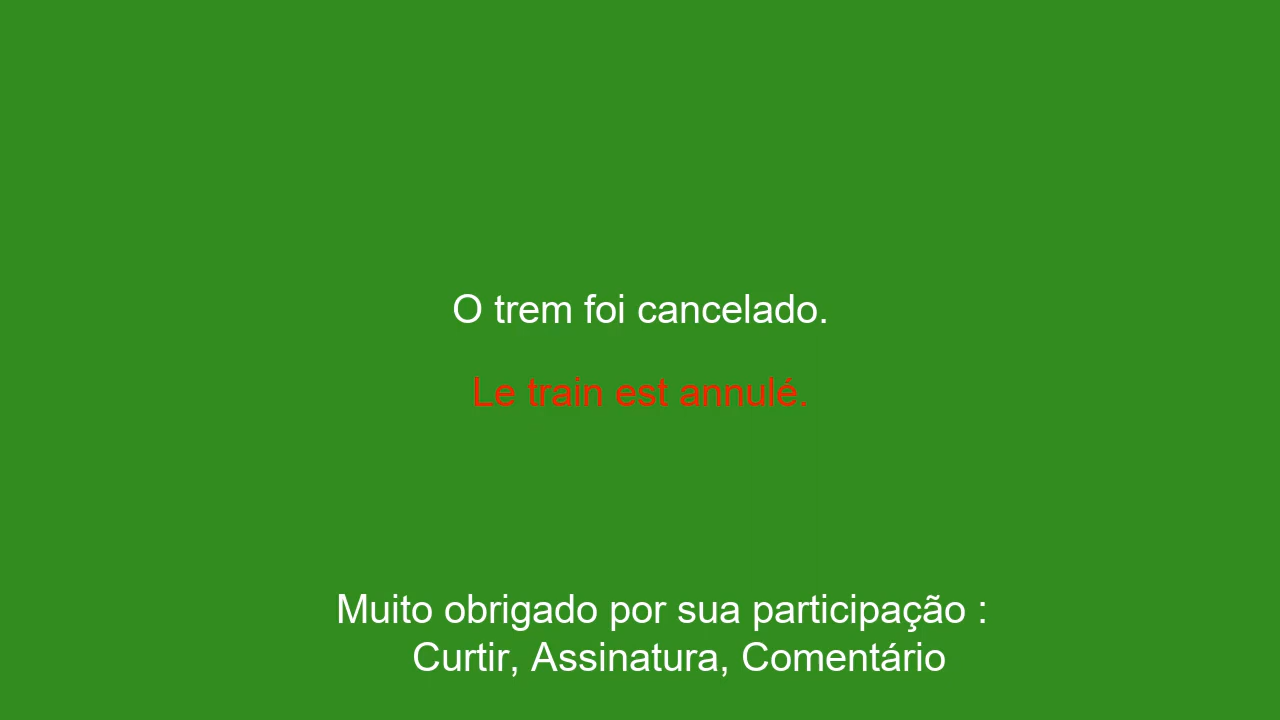 O trem foi cancelado.
Le train est annulé.
Muito obrigado por sua participação :
Curtir, Assinatura, Comentário